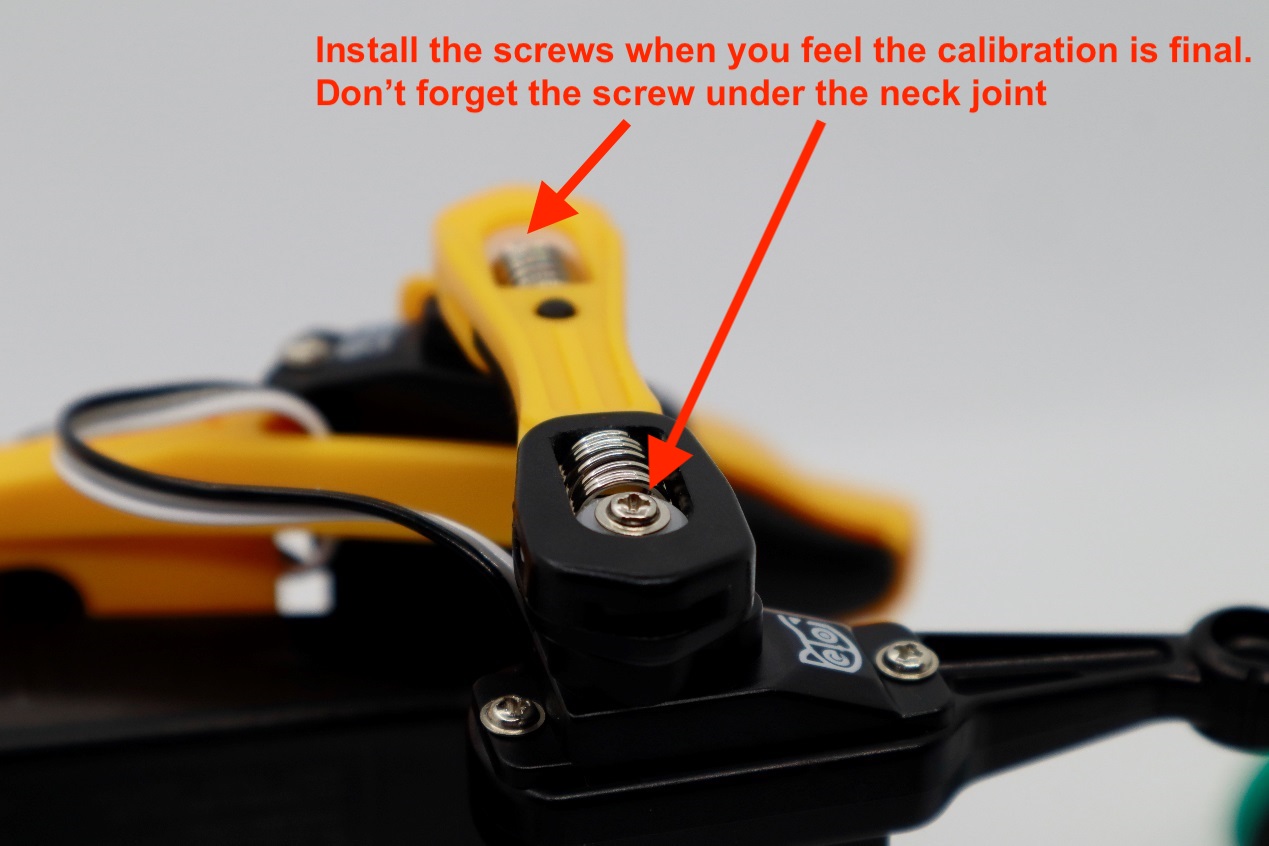 Install the screws when you feel the calibration is final.
Don’t forget the screw under the neck joint